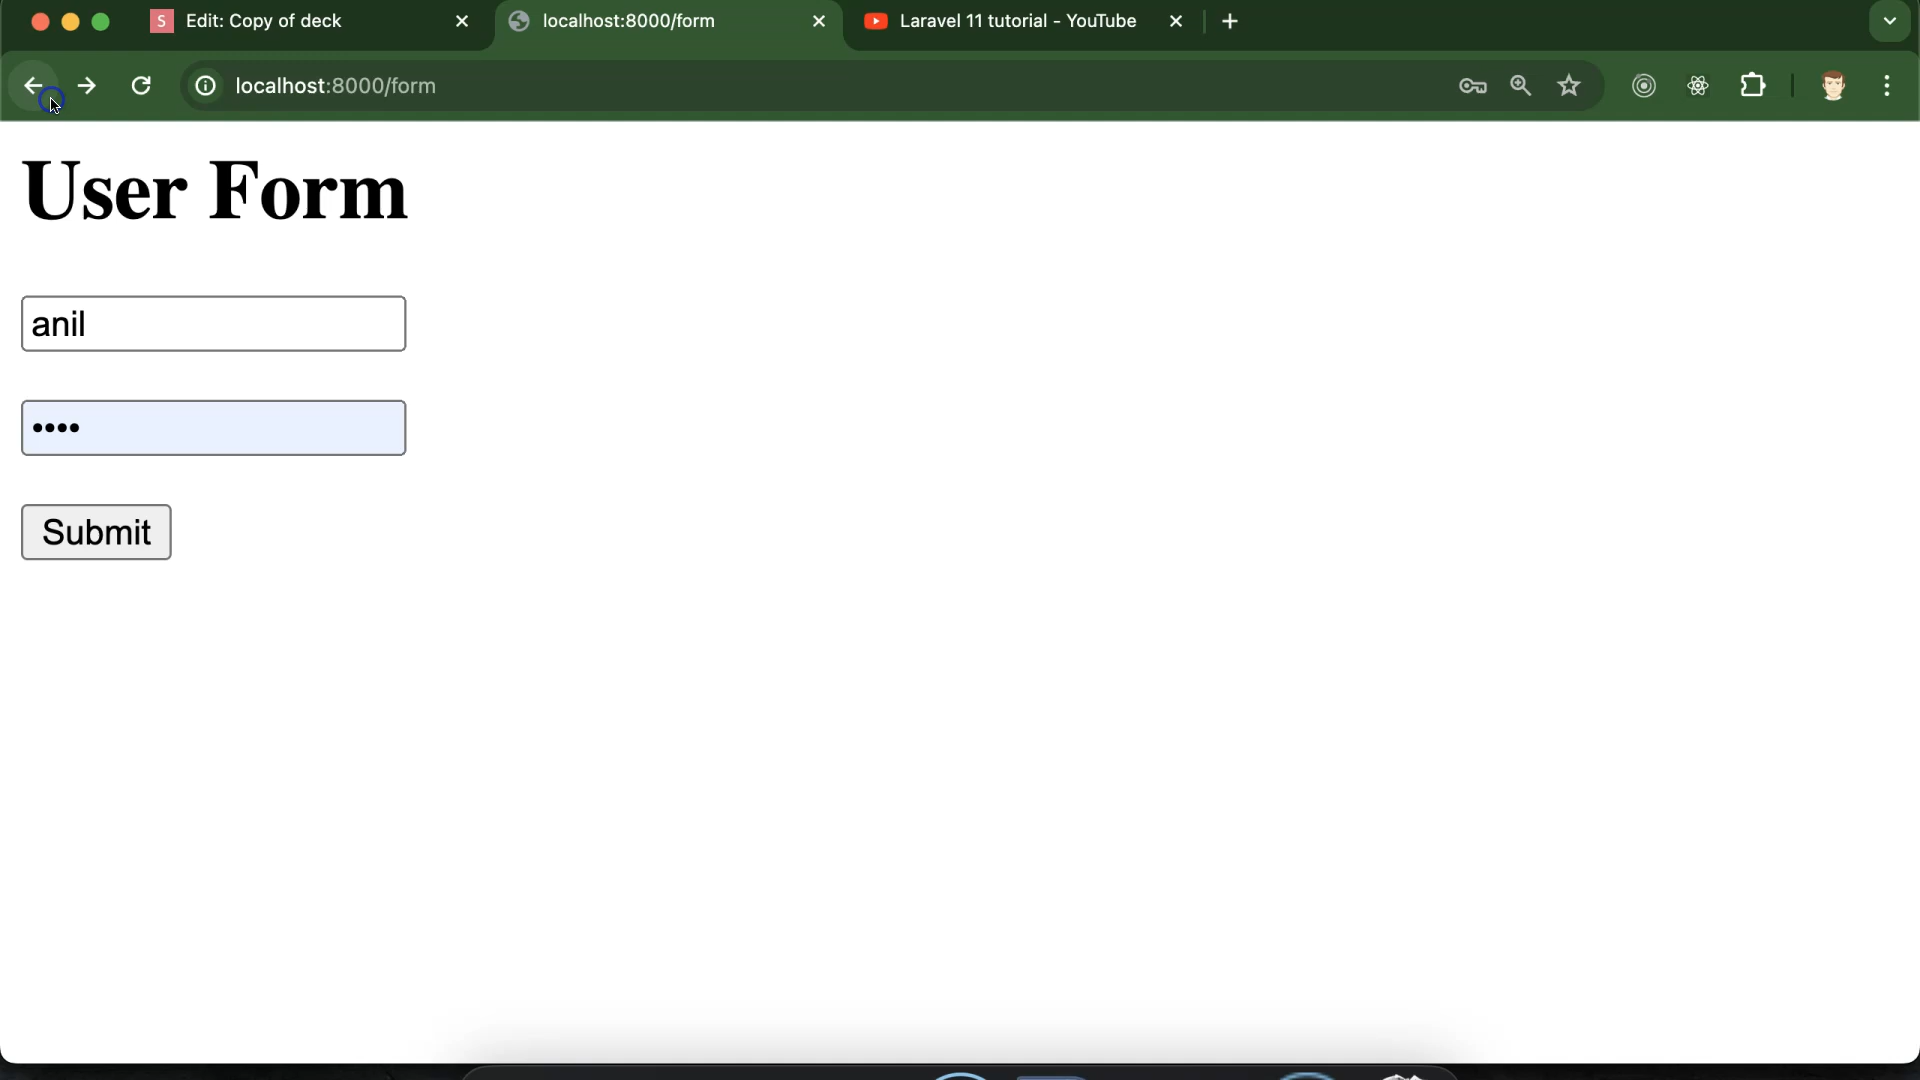 S Edit: Copy of deck
localhost:8000/form
Laravel 11 tutorial - YouTube
localhost:8000/form
User Form
anil
••••
Submit